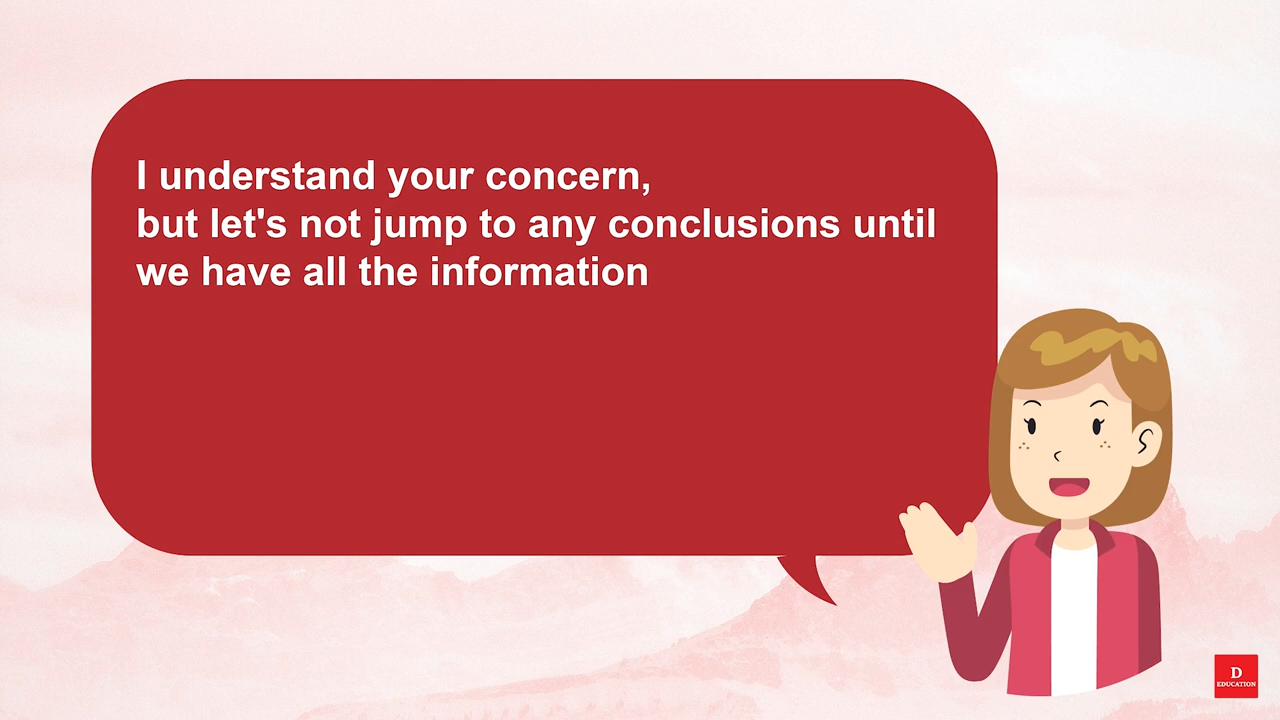 I understand your concern,
but let's not jump to any conclusions until
we have all the information
D
EDUCATION